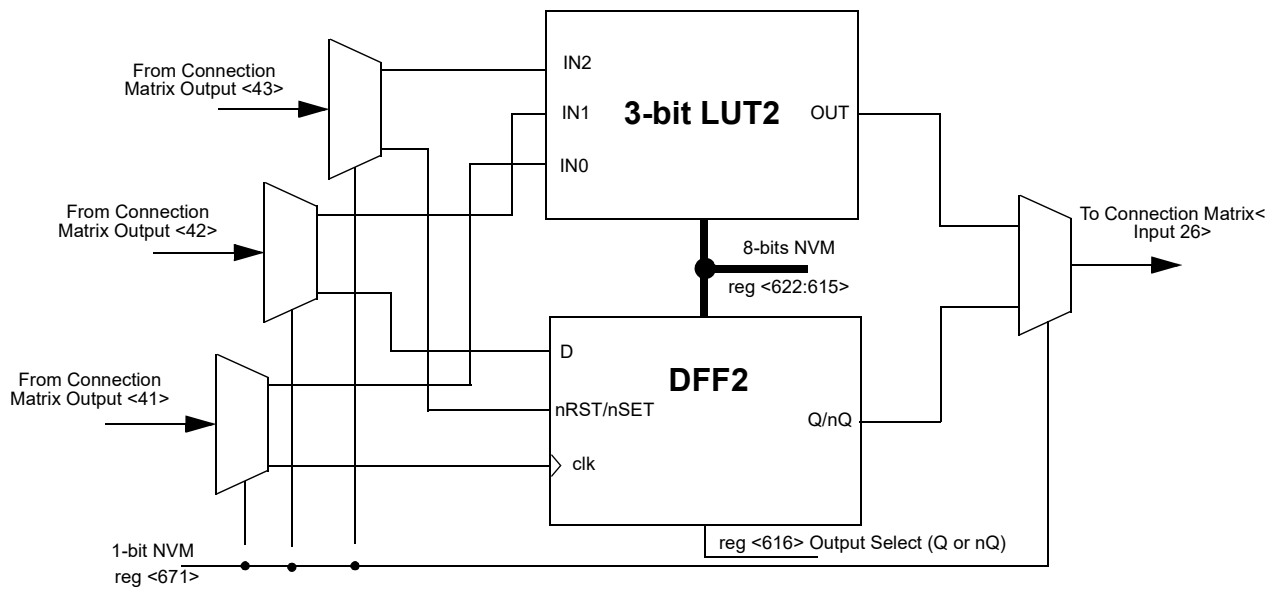 From Connection
Matrix Output <43>
IN2
IN1
IN0
3-bit LUT2
OUT
From Connection
Matrix Output <42>
To Connection Matrix<
Input 26>
8-bits NVM
reg <622:615>
From Connection
Matrix Output <41>
D
nRST/nSET
clk
DFF2
Q/nQ
1-bit NVM
reg <671>
reg <616> Output Select (Q or nQ)